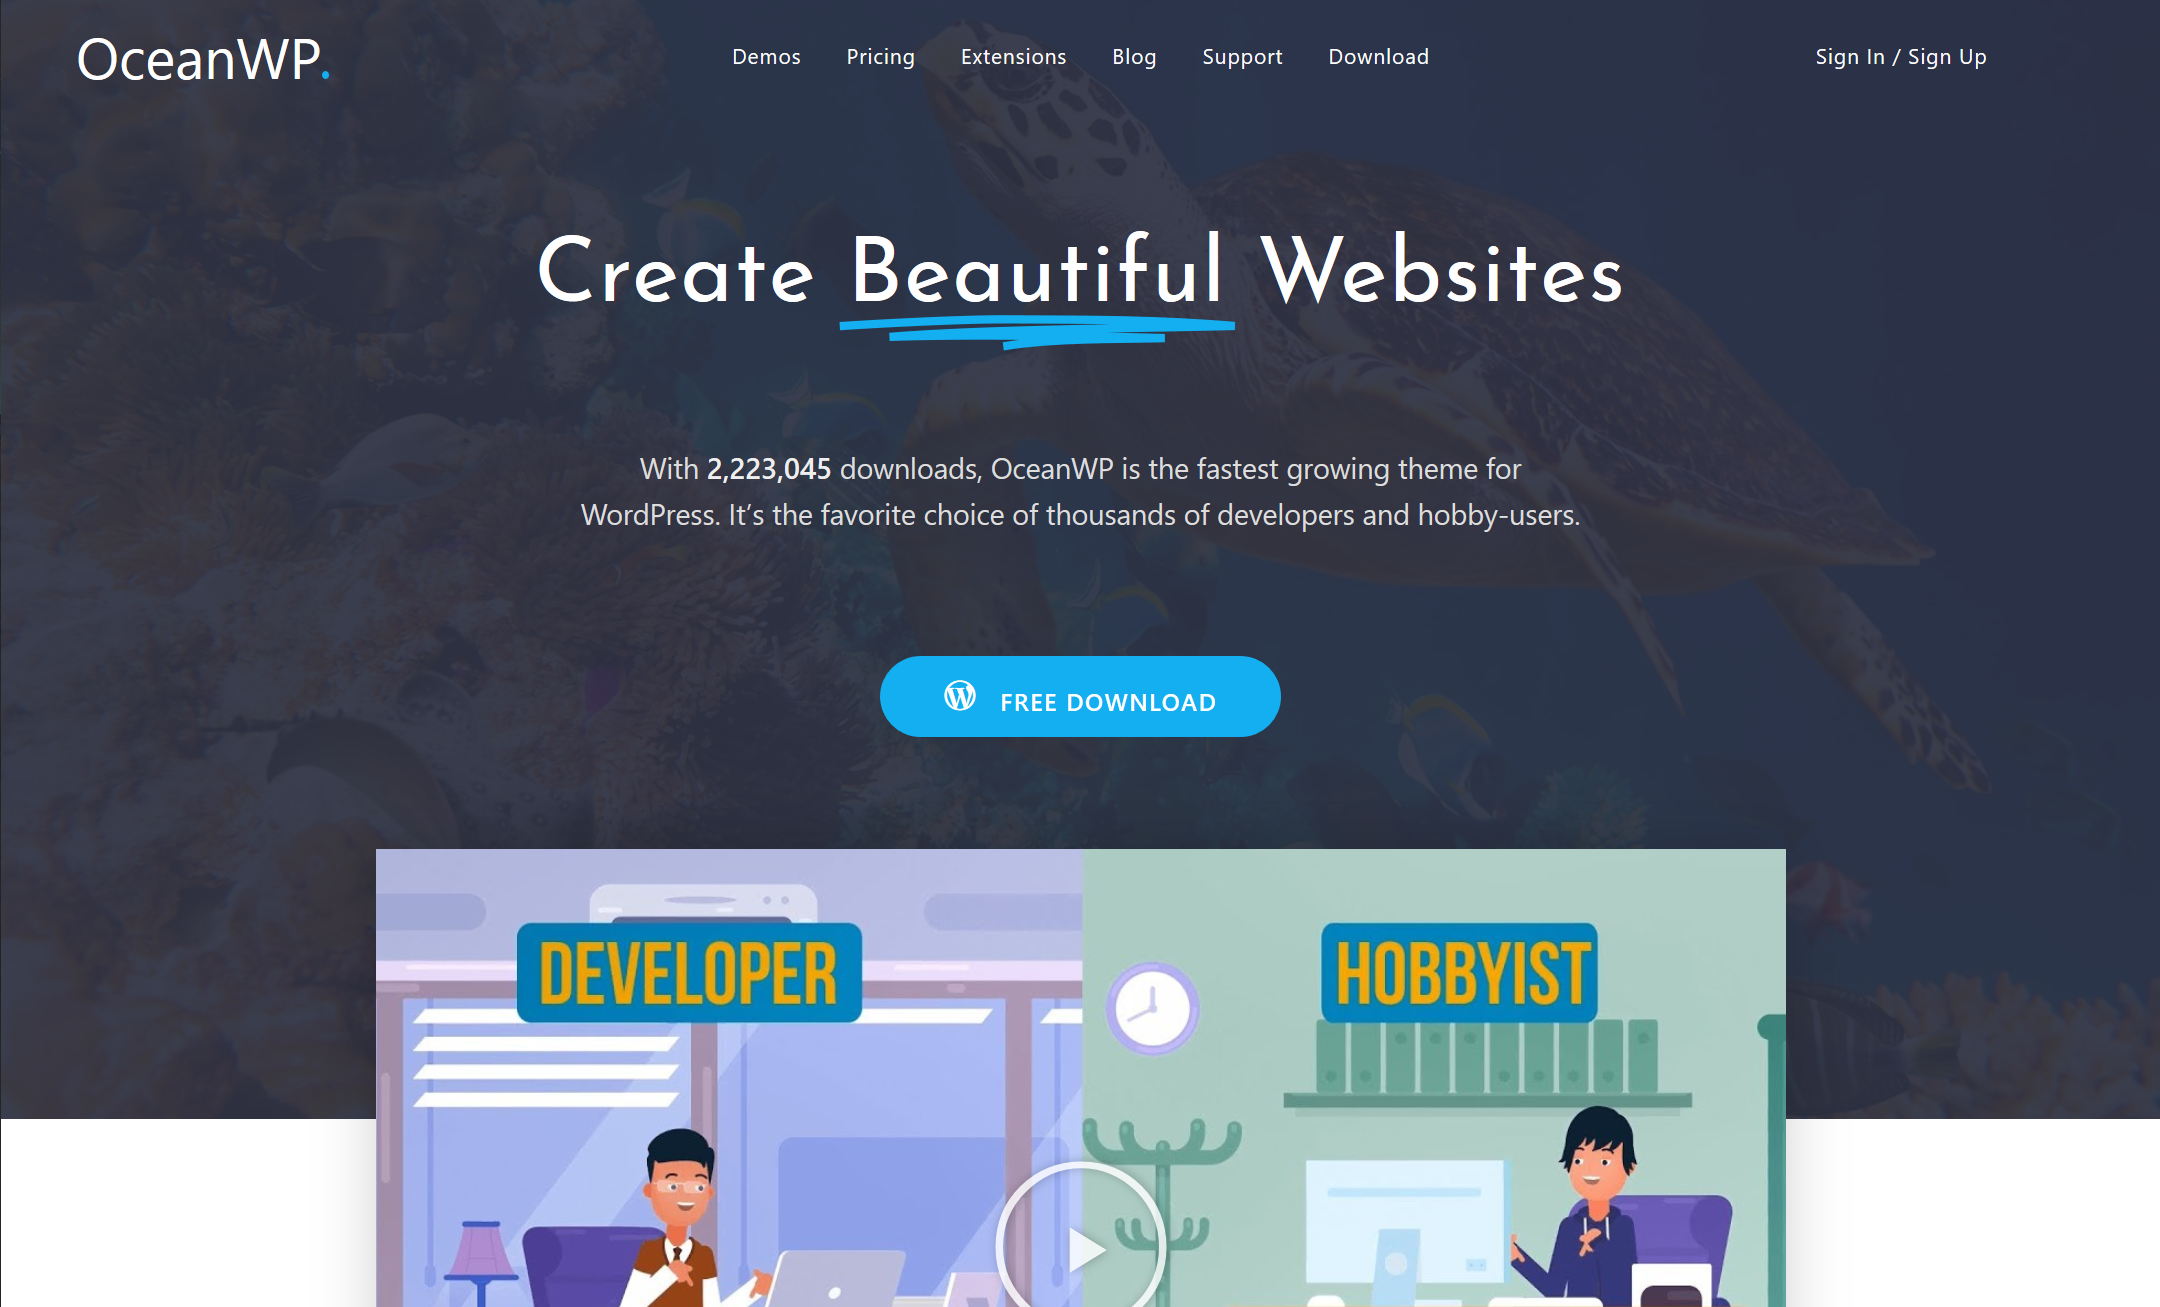 OceanWP.
Demos Pricing Extensions Blog Support Download
Sign In / Sign Up
Create Beautiful Websites
With 2,223,045 downloads, OceanWP is the fastest growing theme for
WordPress. It’s the favorite choice of thousands of developers and hobby-users.
FREE DOWNLOAD
DEVELOPER
HOBBYIST